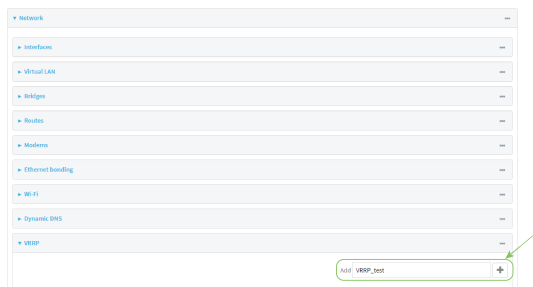 Network
Interfaces
Virtual LAN
Bridges
Routes
Modems
Ethernet bonding
Wi-Fi
Dynamic DNS
VRRP
Add VRRP_test